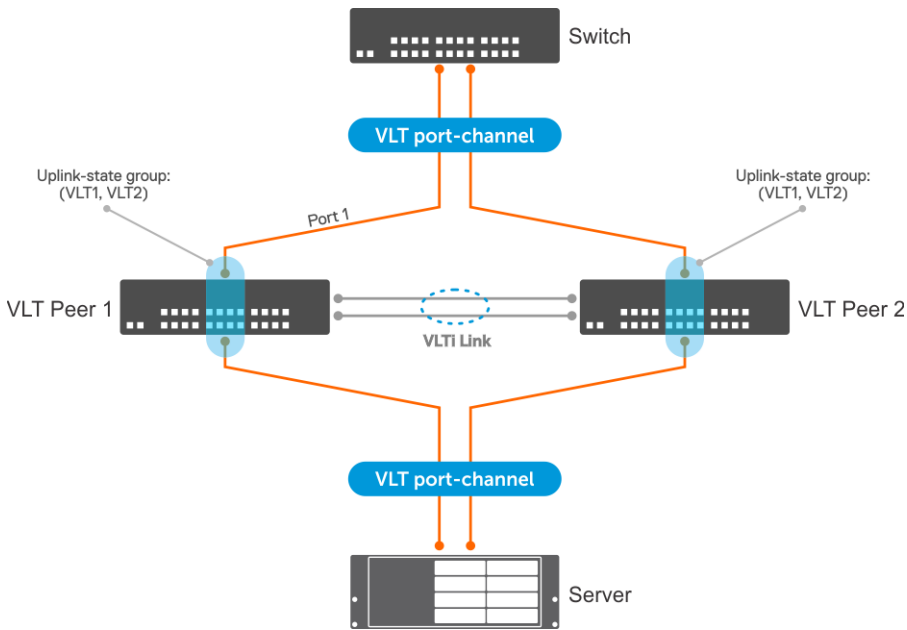 Switch
VLT port-channel
Uplink-state group:
(VLT1, VLT2)
Uplink-state group:
(VLT1, VLT2)
Port 1
VLT Peer 1
VLT Peer 2
VLTi Link
VLT port-channel
Server